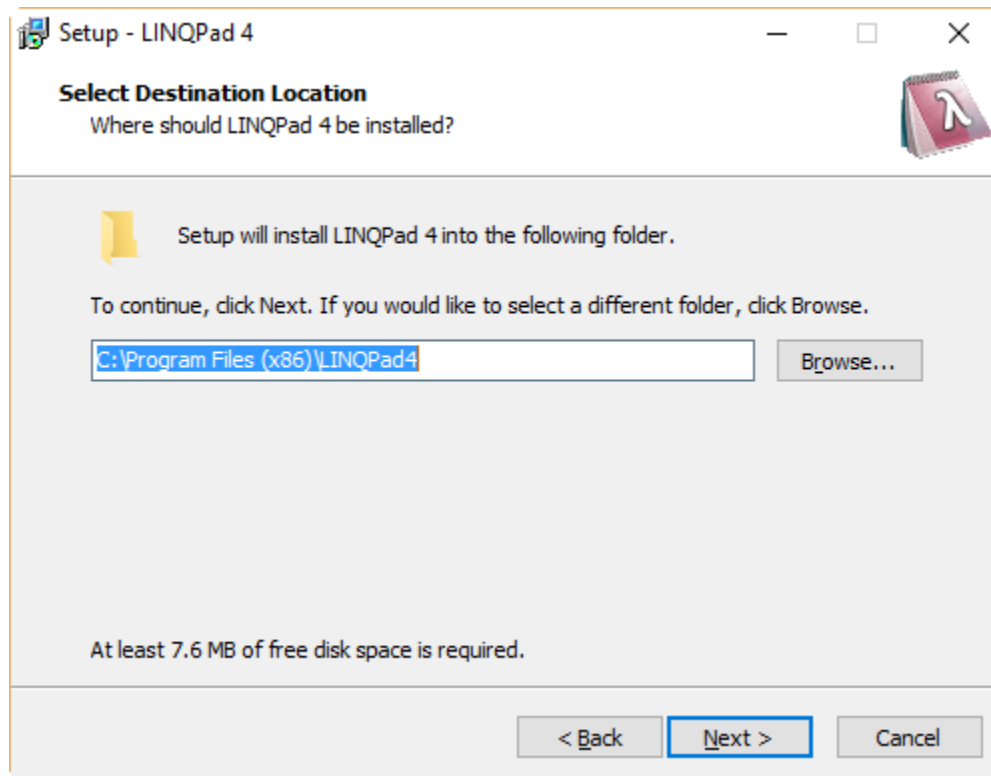 Setup - LINQPad 4
Select Destination Location
Where should LINQPad 4 be installed?
λ
Setup will install LINQPad 4 into the following folder.
To continue, click Next. If you would like to select a different folder, click Browse.
C:\Program Files (x86)\LINQPad4
Browse...
At least 7.6 MB of free disk space is required.
< Back
Next >
Cancel